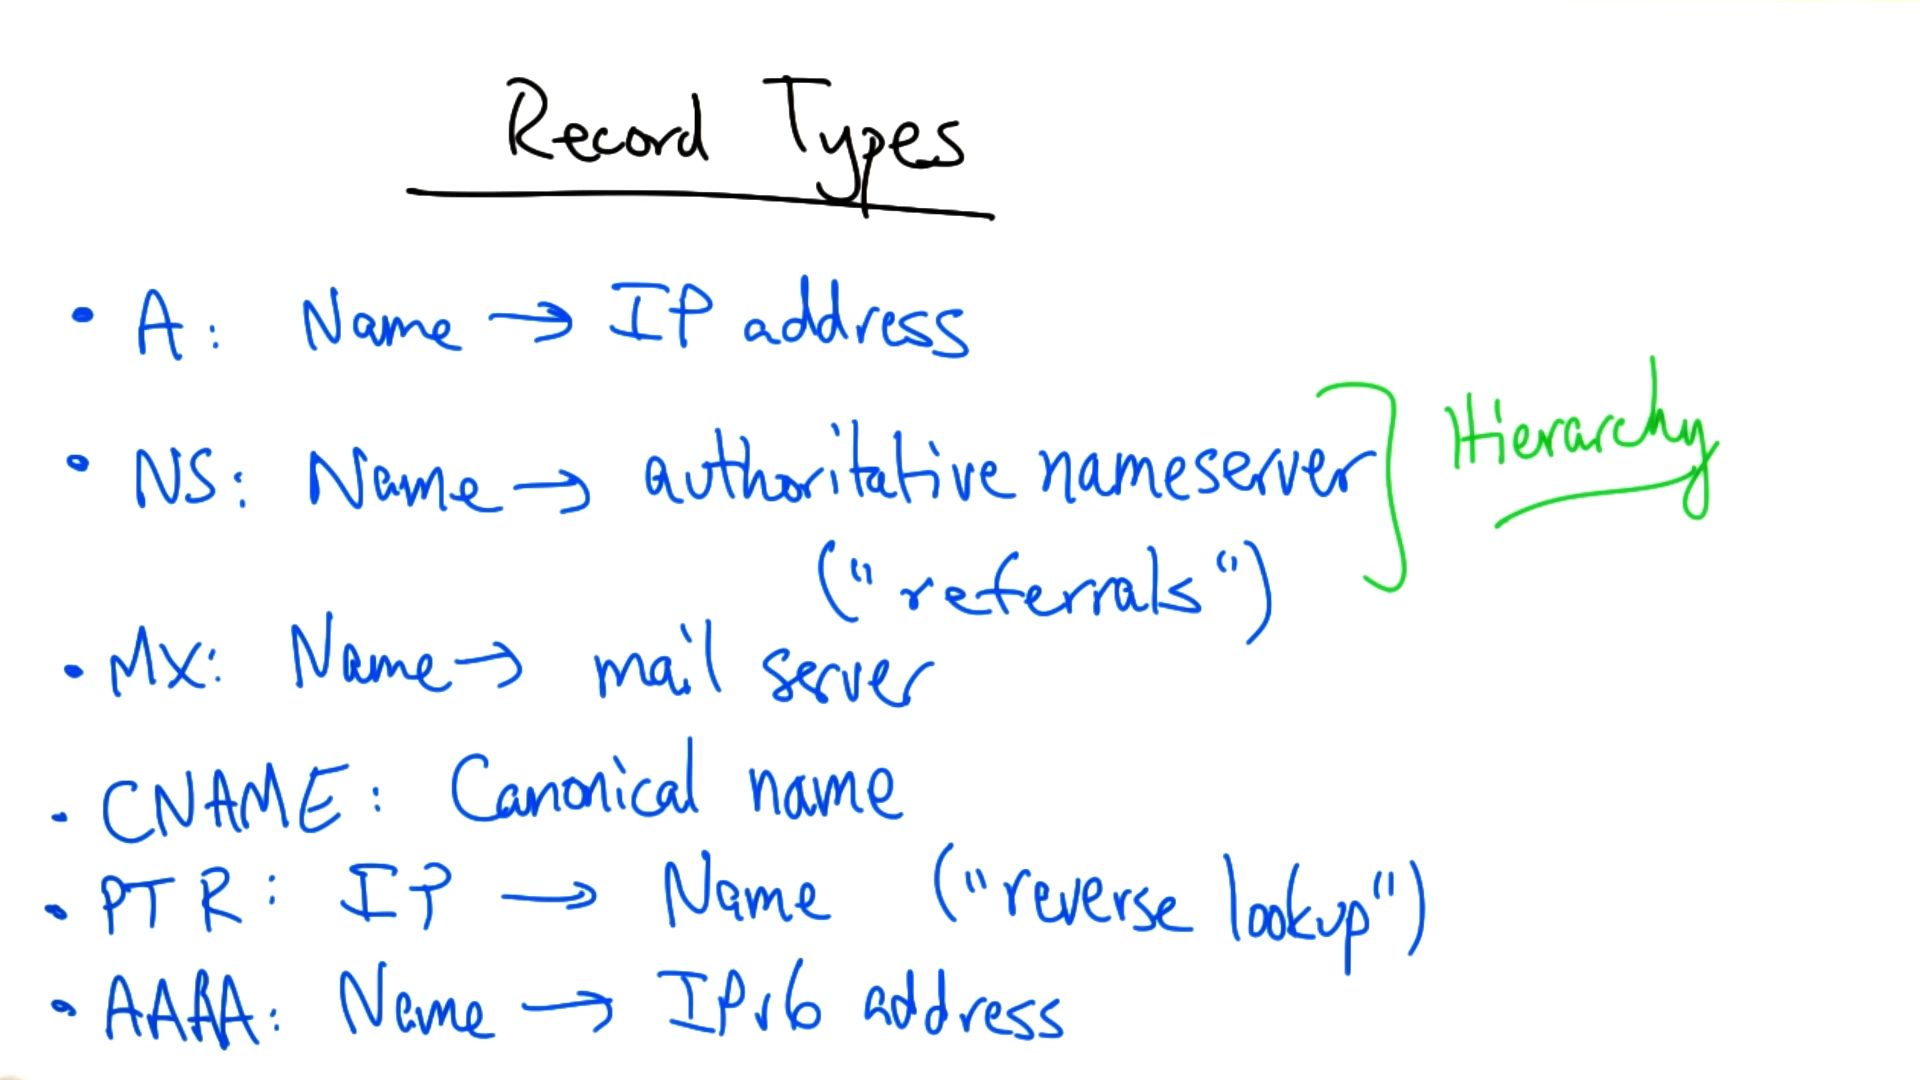 Record Types
• A: Name → IP address
• NS: Name → authoritative nameserver
("referrals")
Hierarchy
• MX: Name → mail server
• CNAME: Canonical name
• PTR: IP → Name ("reverse lookup")
• AAAA: Name → IPv6 address